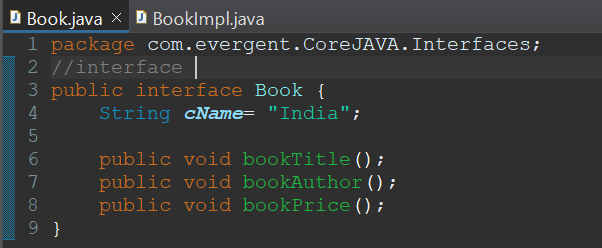 Book.java BookImpl.java
1 package com.evergent.CoreJAVA.Interfaces;
2 //interface
3 public interface Book {
4     String cName= "India";
5
6     public void bookTitle();
7     public void bookAuthor();
8     public void bookPrice();
9 }